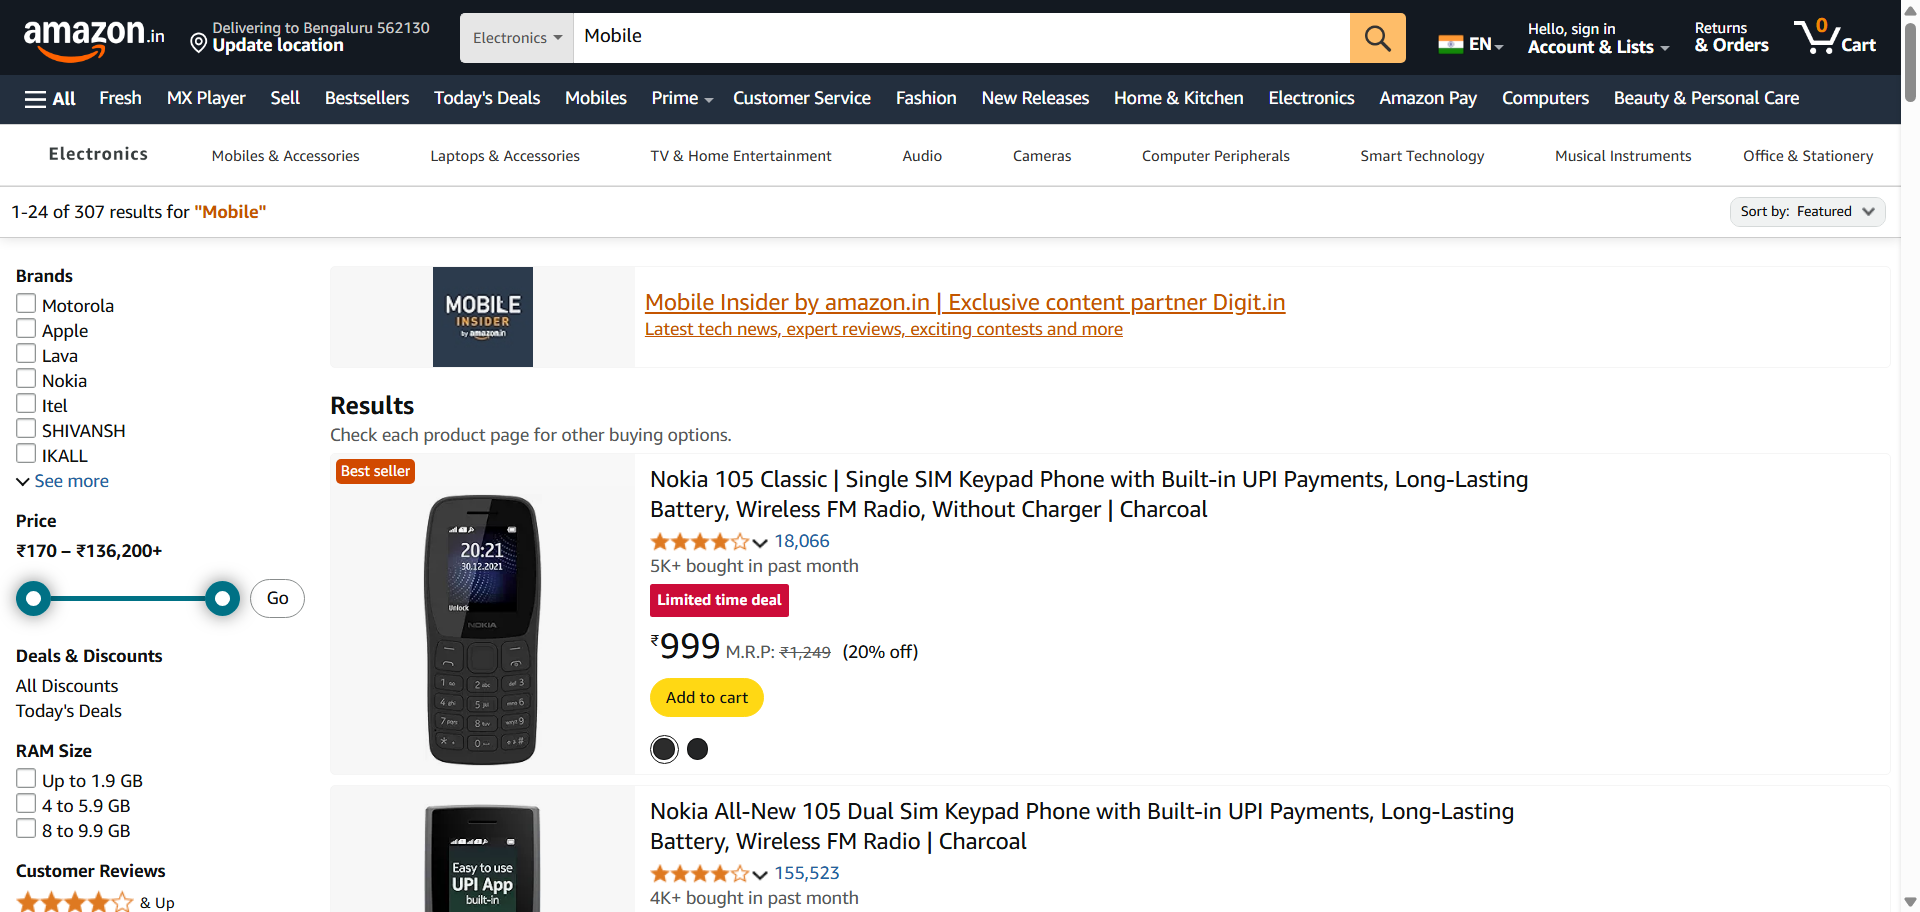 amazon.in
Delivering to Bengaluru 562130
Update location
Electronics
Mobile
EN
Hello, sign in
Account & Lists
Returns
& Orders
0
Cart
All
Fresh
MX Player
Sell
Bestsellers
Today's Deals
Mobiles
Prime
Customer Service
Fashion
New Releases
Home & Kitchen
Electronics
Amazon Pay
Computers
Beauty & Personal Care
Electronics
Mobiles & Accessories
Laptops & Accessories
TV & Home Entertainment
Audio
Cameras
Computer Peripherals
Smart Technology
Musical Instruments
Office & Stationery
1-24 of 307 results for "Mobile"
Sort by: Featured
Brands
Motorola
Apple
Lava
Nokia
Itel
SHIVANSH
IKALL
See more
Price
₹170 – ₹136,200+
Go
Deals & Discounts
All Discounts
Today's Deals
RAM Size
Up to 1.9 GB
4 to 5.9 GB
8 to 9.9 GB
Customer Reviews
& Up
MOBILE
INSIDER
by amazon.in
Mobile Insider by amazon.in | Exclusive content partner Digit.in
Latest tech news, expert reviews, exciting contests and more
Results
Check each product page for other buying options.
Best seller
20:21
30.12.2021
Unlock
NOKIA
Nokia 105 Classic | Single SIM Keypad Phone with Built-in UPI Payments, Long-Lasting
Battery, Wireless FM Radio, Without Charger | Charcoal
18,066
5K+ bought in past month
Limited time deal
₹999 M.R.P: ₹1,249 (20% off)
Add to cart
Easy to use
UPI App
built-in
Nokia All-New 105 Dual Sim Keypad Phone with Built-in UPI Payments, Long-Lasting
Battery, Wireless FM Radio | Charcoal
155,523
4K+ bought in past month